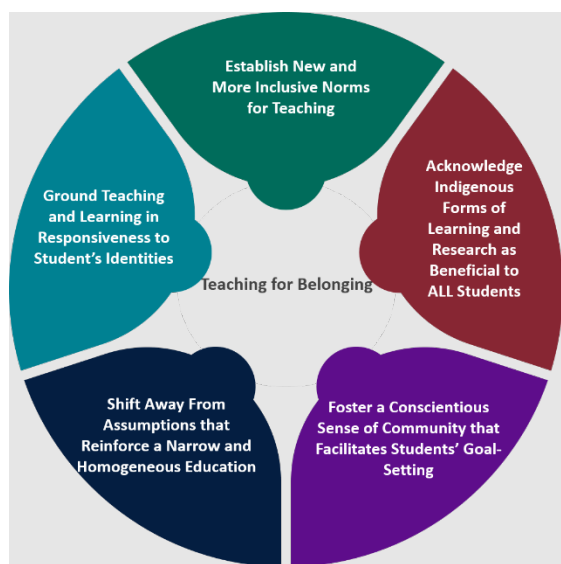 Establish New and
More Inclusive Norms
for Teaching
Acknowledge
Indigenous
Forms of
Learning and
Research as
Beneficial to
ALL Students
Foster a Conscientious
Sense of Community that
Facilitates Students’ Goal-
Setting
Shift Away From
Assumptions that
Reinforce a Narrow and
Homogeneous Education
Ground Teaching
and Learning in
Responsiveness to
Student’s Identities
Teaching for Belonging